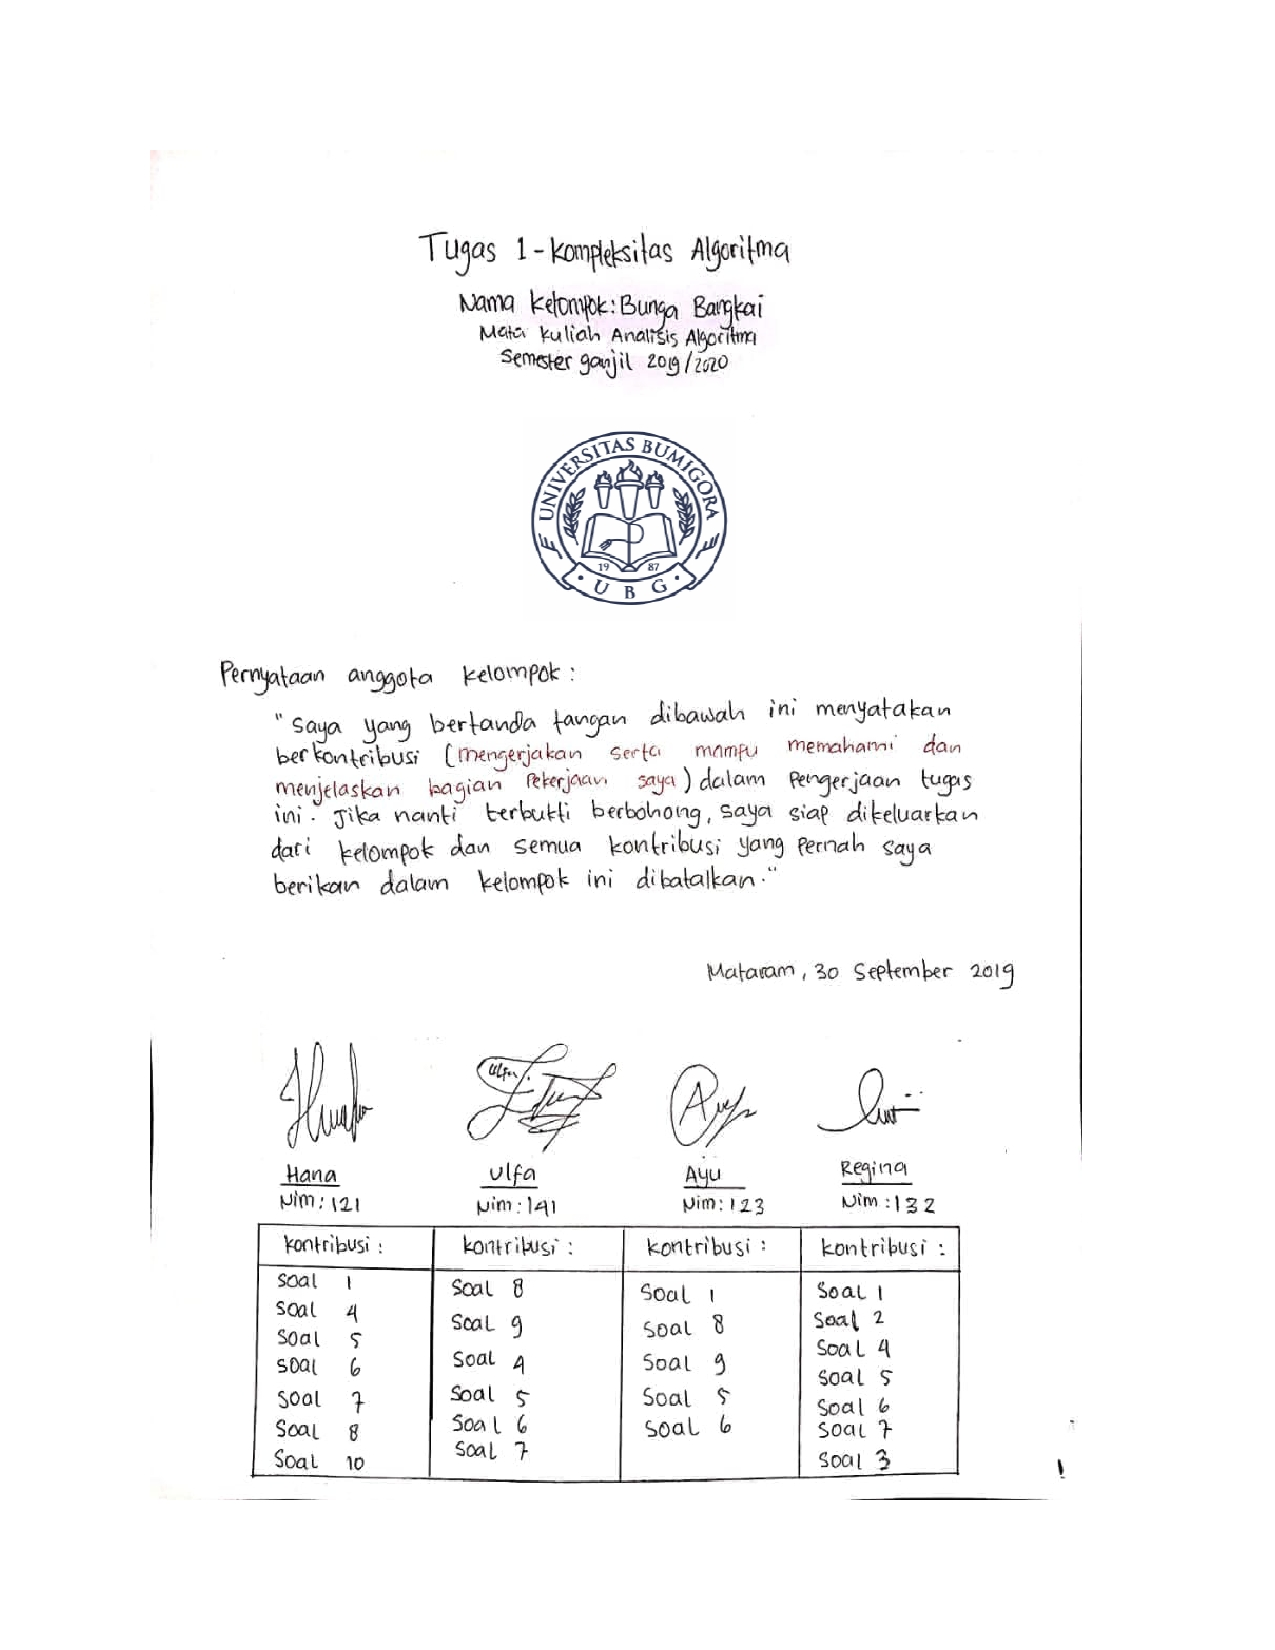 Tugas 1 - Kompleksitas Algoritma
Nama Kelompok: Bunga Bangkai
Mata Kuliah Analisis Algoritma
Semester ganjil 2019/2020
UNIVERSITAS BUMIGORA
19 87
UBG
Pernyataan anggota kelompok :
"Saya yang bertanda tangan dibawah ini menyatakan
berkontribusi (mengerjakan serta mampu memahami dan
menjelaskan bagian Pekerjaan saya) dalam Pengerjaan tugas
ini. Jika nanti terbukti berbohong, saya siap dikeluarkan
dari kelompok dan semua kontribusi yang Pernah saya
berikan dalam kelompok ini dibatalkan."
Mataram, 30 September 2019
Ulfa
Hana Ulfa Ayu Regina
Nim: 121 Nim: 141 Nim: 123 Nim: 132
kontribusi : kontribusi : kontribusi : kontribusi :
Soal 1 Soal 8 Soal 1 Soal 1
Soal 4 Soal 9 Soal 8 Soal 2
Soal 5 Soal 4 Soal 9 Soal 4
Soal 6 Soal 5 Soal 5 Soal 5
Soal 7 Soal 6 Soal 6 Soal 6
Soal 8 Soal 7 Soal 7
Soal 10 Soal 3